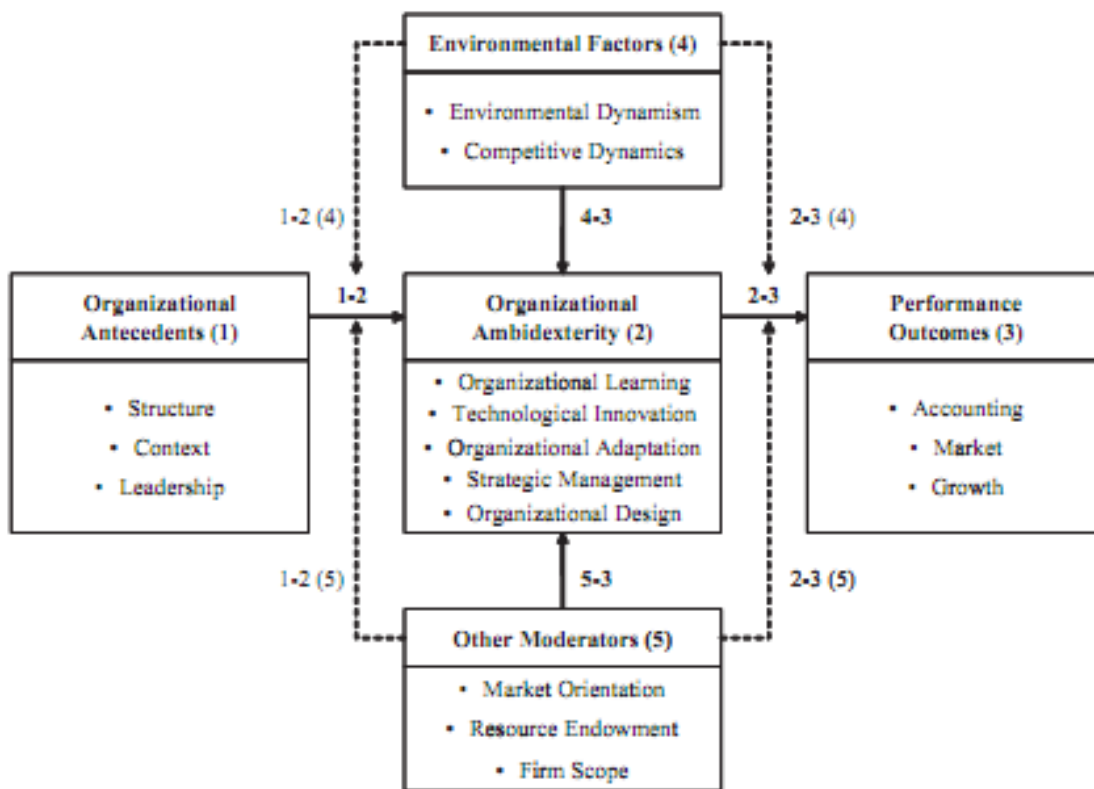 Environmental Factors (4)
• Environmental Dynamism
• Competitive Dynamics
1-2 (4)
4-3
2-3 (4)
Organizational
Antecedents (1)
• Structure
• Context
• Leadership
1-2
Organizational
Ambidexterity (2)
• Organizational Learning
• Technological Innovation
• Organizational Adaptation
• Strategic Management
• Organizational Design
2-3
Performance
Outcomes (3)
• Accounting
• Market
• Growth
1-2 (5)
5-3
2-3 (5)
Other Moderators (5)
• Market Orientation
• Resource Endowment
• Firm Scope